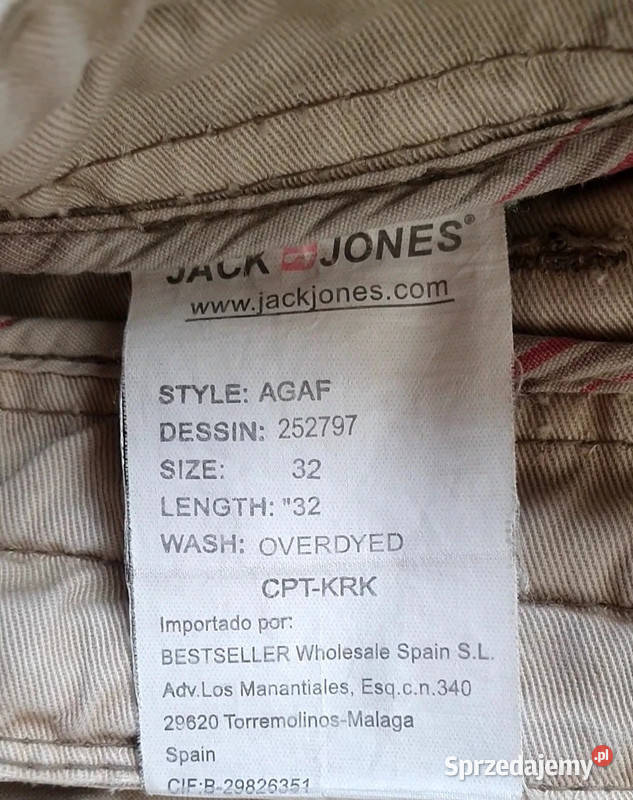 JACK JONES®
www.jackjones.com
STYLE: AGAF
DESSIN: 252797
SIZE: 32
LENGTH: "32
WASH: OVERDYED
CPT-KRK
Importado por:
BESTSELLER Wholesale Spain S.L.
Adv.Los Manantiales, Esq.c.n.340
29620 Torremolinos-Malaga
Spain
CIF:B-29826351
Sprzedajemy.pl